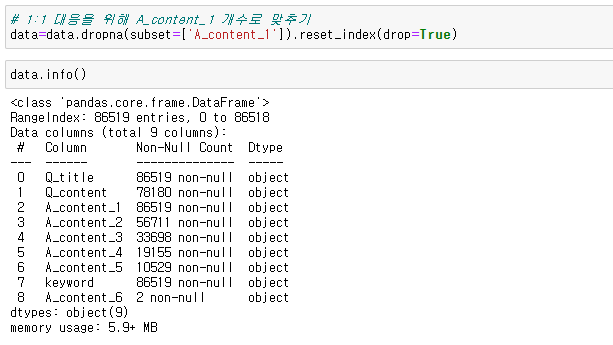 # 1:1 대응을 위해 A_content_1 개수로 맞추기
data=data.dropna(subset=['A_content_1']).reset_index(drop=True)
data.info()
<class 'pandas.core.frame.DataFrame'>
RangeIndex: 86519 entries, 0 to 86518
Data columns (total 9 columns):
 #   Column       Non-Null Count  Dtype
---  ------       --------------  -----
 0   Q_title      86519 non-null  object
 1   Q_content    78180 non-null  object
 2   A_content_1  86519 non-null  object
 3   A_content_2  56711 non-null  object
 4   A_content_3  33698 non-null  object
 5   A_content_4  19155 non-null  object
 6   A_content_5  10529 non-null  object
 7   keyword      86519 non-null  object
 8   A_content_6  2 non-null      object
dtypes: object(9)
memory usage: 5.9+ MB